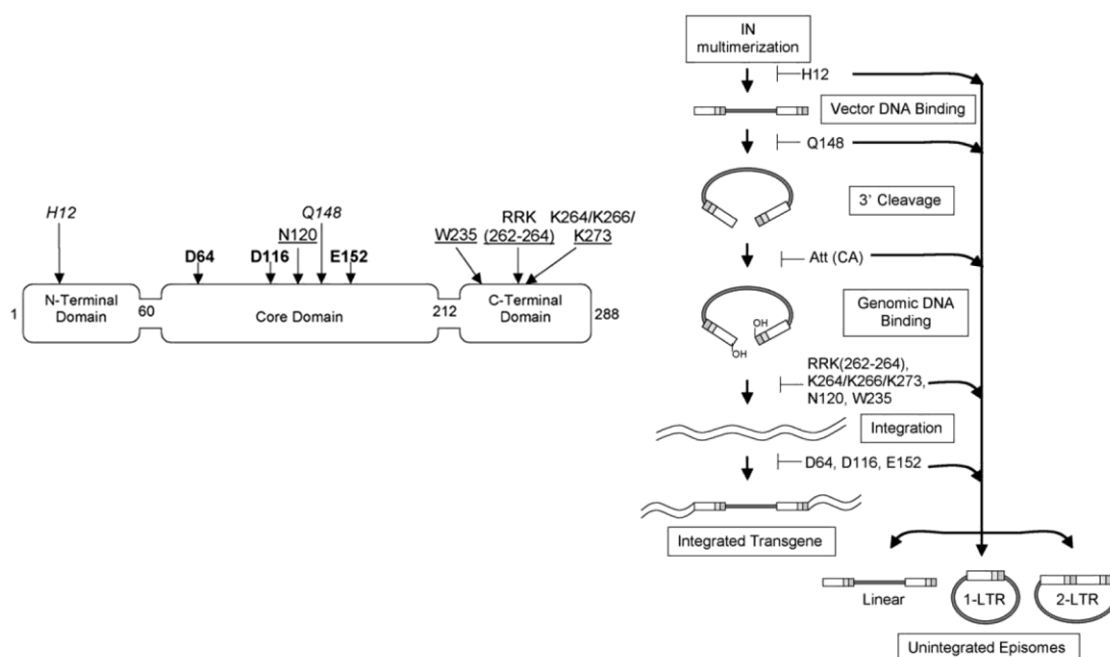 H12
D64
D116
N120
Q148
E152
W235
RRK
(262-264)
K264/K266/
K273
1
N-Terminal
Domain
60
Core Domain
212
C-Terminal
Domain
288
IN
multimerization
H12
Vector DNA Binding
Q148
3' Cleavage
Att (CA)
Genomic DNA
Binding
OH
OH
RRK(262-264),
K264/K266/K273,
N120, W235
Integration
D64, D116, E152
Integrated Transgene
Linear
1-LTR
2-LTR
Unintegrated Episomes